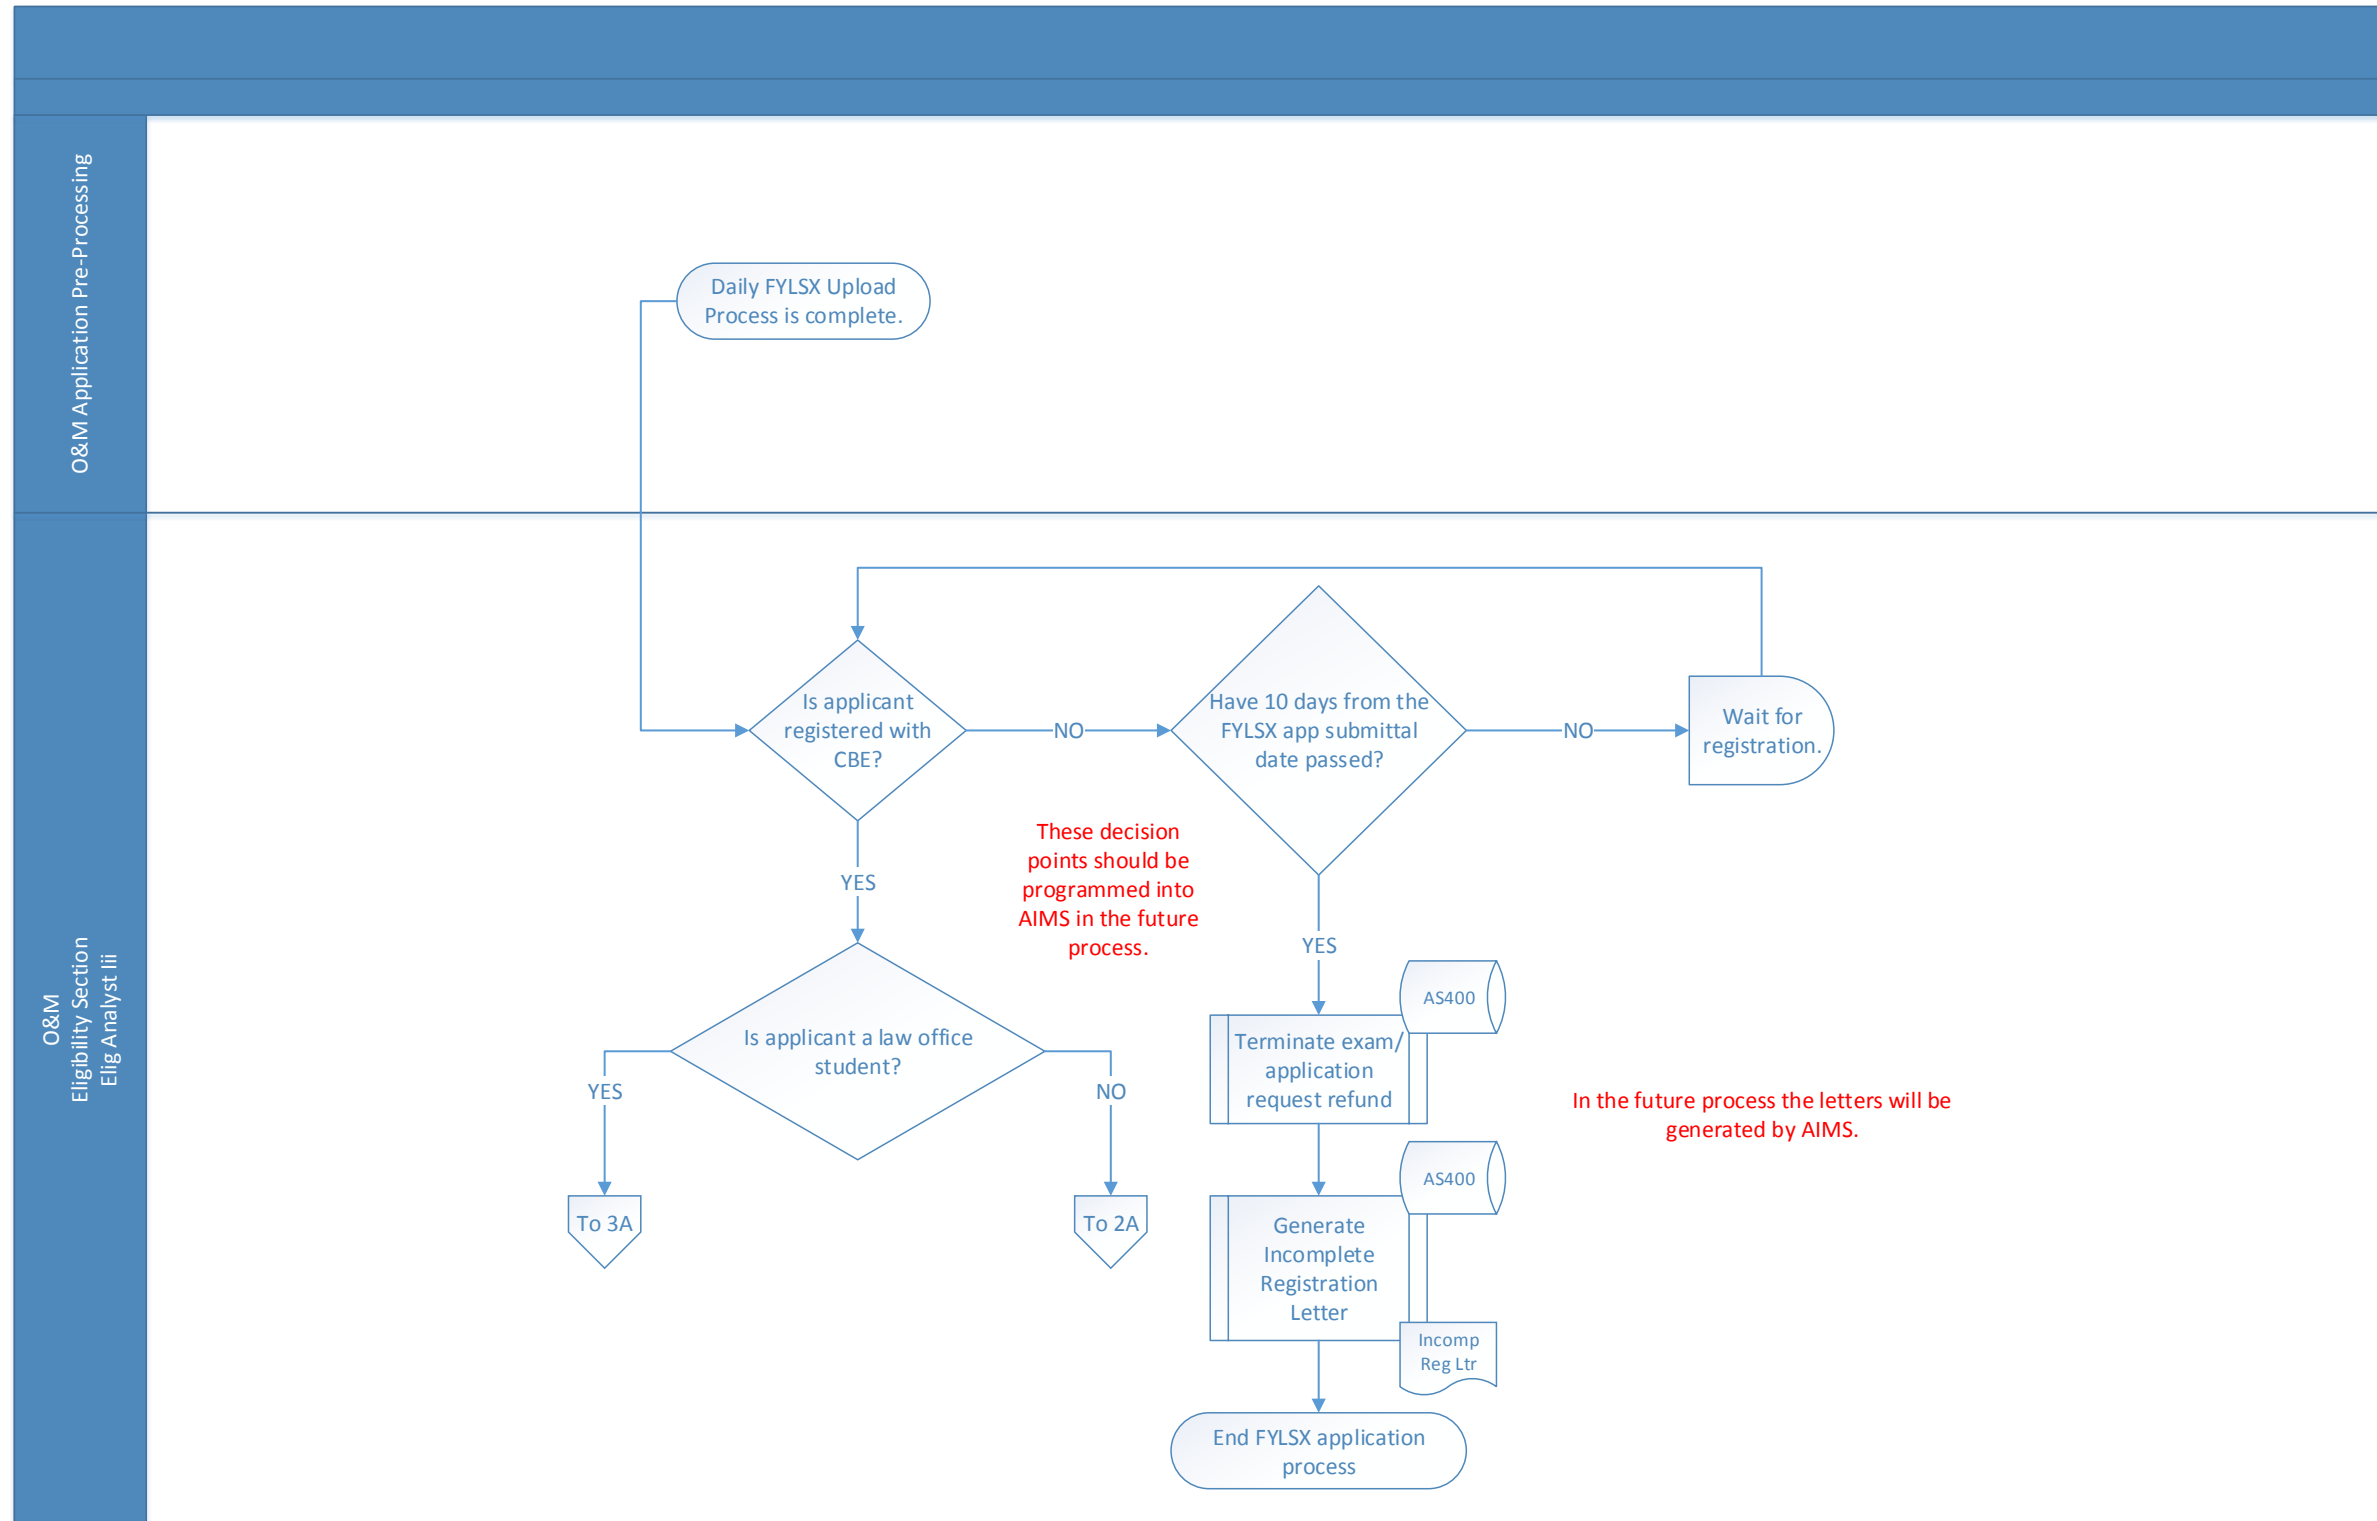 O&M Application Pre-Processing
Daily FYLSX Upload
Process is complete.
O&M
Eligibility Section
Elig Analyst Iii
Is applicant
registered with
CBE?
NO
Have 10 days from the
FYLSX app submittal
date passed?
NO
Wait for
registration.
These decision
points should be
programmed into
AIMS in the future
process.
YES
YES
Is applicant a law office
student?
YES
NO
To 3A
To 2A
AS400
Terminate exam/
application
request refund
In the future process the letters will be
generated by AIMS.
AS400
Generate
Incomplete
Registration
Letter
Incomp
Reg Ltr
End FYLSX application
process